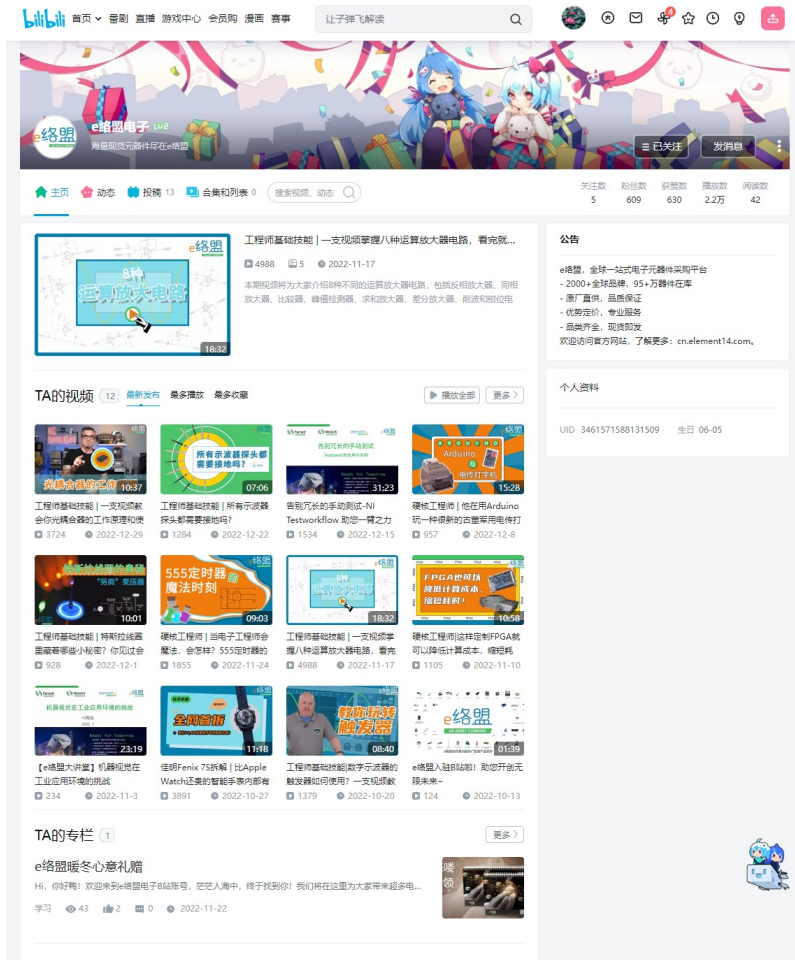 bilibili 首页 番剧 直播 游戏中心 会员购 漫画 赛事
让子弹飞解读
4
e络盟
e络盟电子 LV2
海量现货元器件尽在e络盟
已关注 发消息
主页 动态 投稿 13 合集和列表 0
搜索视频、动态
关注数 粉丝数 获赞数 播放数 阅读数
5 609 630 2.2万 42
e络盟
8种
运算放大电路
18:32
工程师基础技能 | 一支视频掌握八种运算放大器电路，看完就...
4988 5 2022-11-17
本期视频将为大家介绍8种不同的运算放大器电路，包括反相放大器、同相
放大器、比较器、峰值检测器、求和放大器、差分放大器、削波和钳位电
公告
e络盟，全球一站式电子元器件采购平台
- 2000+全球品牌，95+万器件在库
- 原厂直供，品质保证
- 优势定价，专业服务
- 品类齐全，现货即发
欢迎访问官方网站，了解更多：cn.element14.com。
个人资料
UID 3461571588131509 生日 06-05
TA的视频 12 最新发布 最多播放 最多收藏
播放全部 更多
光耦合器的工作原理
10:37
所有示波器探头都
需要接地吗?
07:06
告别冗长的手动测试
31:23
Arduino
电传打字机
15:28
工程师基础技能 | 一支视频教
会你光耦合器的工作原理和使
3724 2022-12-29
工程师基础技能 | 所有示波器
探头都需要接地吗？
1284 2022-12-22
告别冗长的手动测试-NI
Testworkflow 助您一臂之力
1534 2022-12-15
硬核工程师 | 他在用Arduino
玩一种很新的古董军用电传打
957 2022-12-8
"另类"变压器
10:01
555定时器的
魔法时刻
09:03
8种
运算放大电路
18:32
FPGA也可以
降低计算成本，
缩短耗时！
10:58
工程师基础技能 | 特斯拉线圈
里藏着哪些小秘密？你见过会
928 2022-12-1
硬核工程师 | 当电子工程师会
魔法，会怎样？555定时器的
1855 2022-11-24
工程师基础技能 | 一支视频掌
握八种运算放大器电路，看完
4988 2022-11-17
硬核工程师|这样定制FPGA就
可以降低计算成本，缩短耗
1105 2022-11-10
机器视觉在工业应用环境的挑战
23:19
全网首拆
11:18
教你玩转
触发器
08:40
e络盟
01:39
【e络盟大讲堂】机器视觉在
工业应用环境的挑战
234 2022-11-3
佳明Fenix 7S拆解 | 比Apple
Watch还贵的智能手表内部有
3891 2022-10-27
工程师基础技能|数字示波器的
触发器如何使用？一支视频教
1379 2022-10-20
e络盟入驻B站啦！助您开创无
限未来~
124 2022-10-13
TA的专栏 1
更多
e络盟暖冬心意礼赠
Hi，你好鸭！欢迎来到e络盟电子B站账号，茫茫人海中，终于找到你！我们将在这里为大家带来超多电...
学习 43 2 0 2022-11-22
喽
领